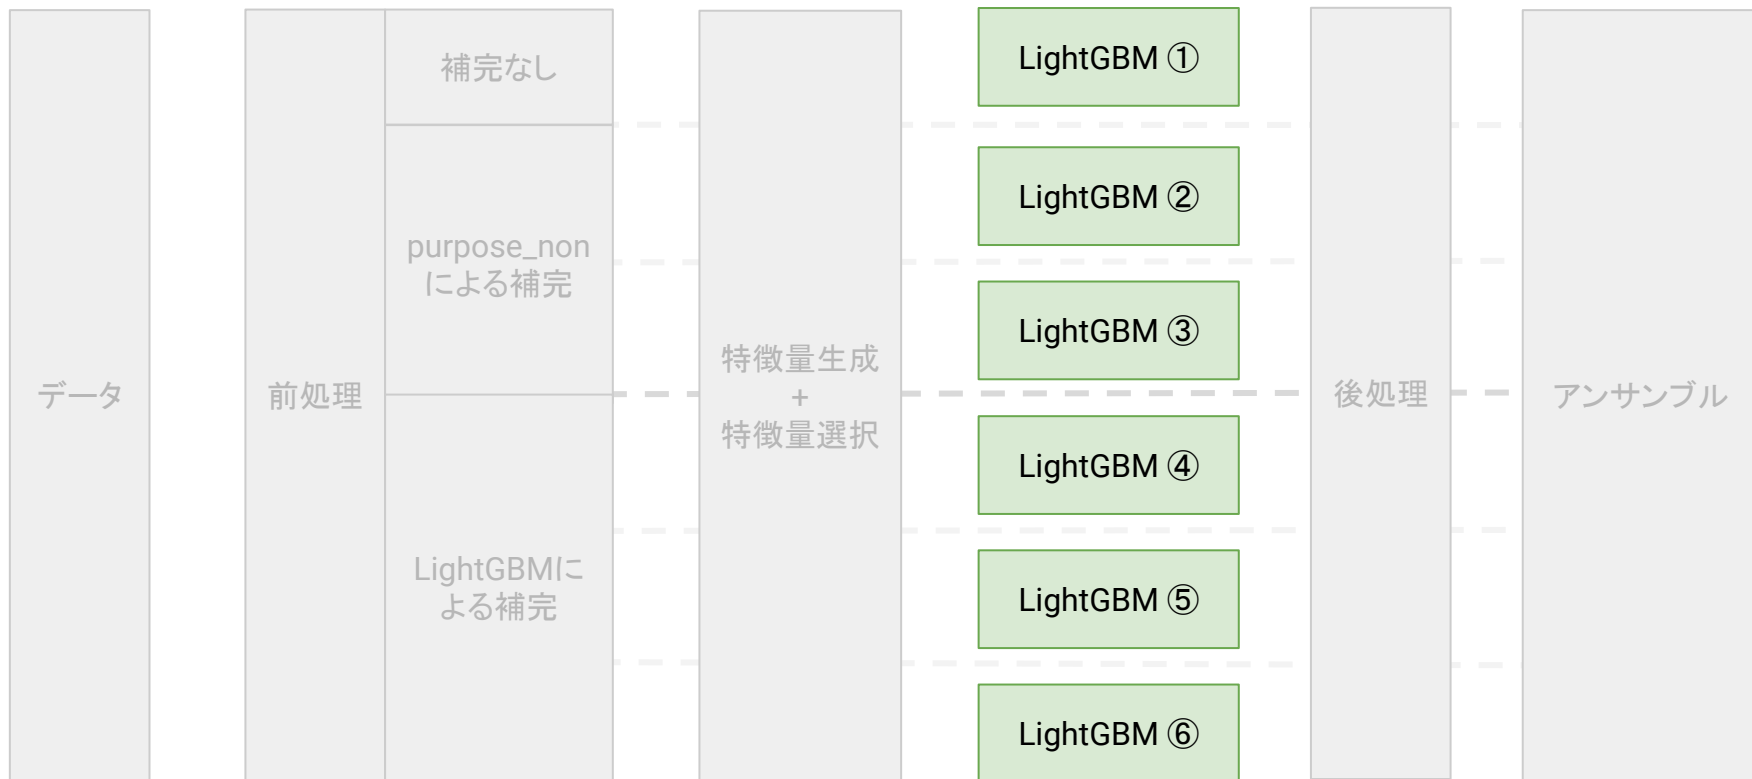 データ
前処理
補完なし
purpose_non
による補完
LightGBMに
よる補完
特徴量生成
+
特徴量選択
LightGBM ①
LightGBM ②
LightGBM ③
LightGBM ④
LightGBM ⑤
LightGBM ⑥
後処理
アンサンブル